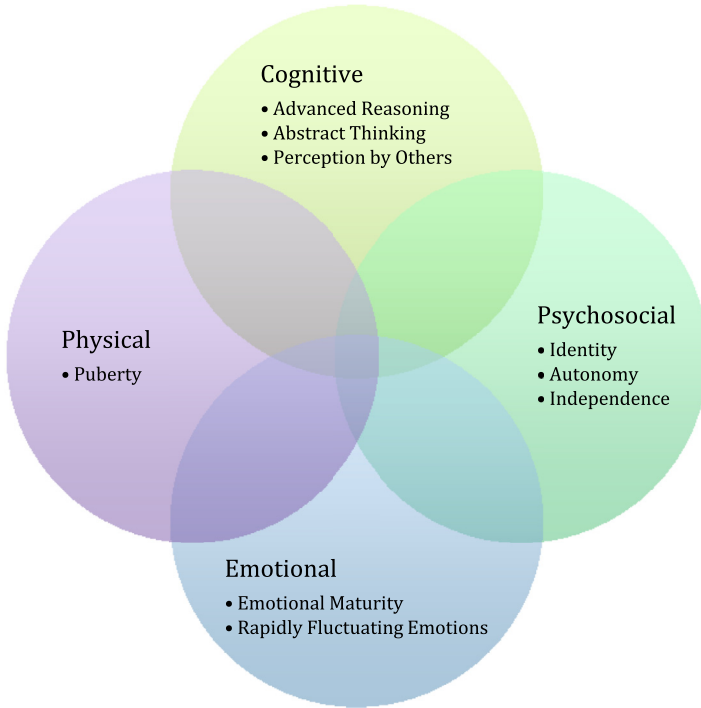 Cognitive
• Advanced Reasoning
• Abstract Thinking
• Perception by Others
Physical
• Puberty
Psychosocial
• Identity
• Autonomy
• Independence
Emotional
• Emotional Maturity
• Rapidly Fluctuating Emotions